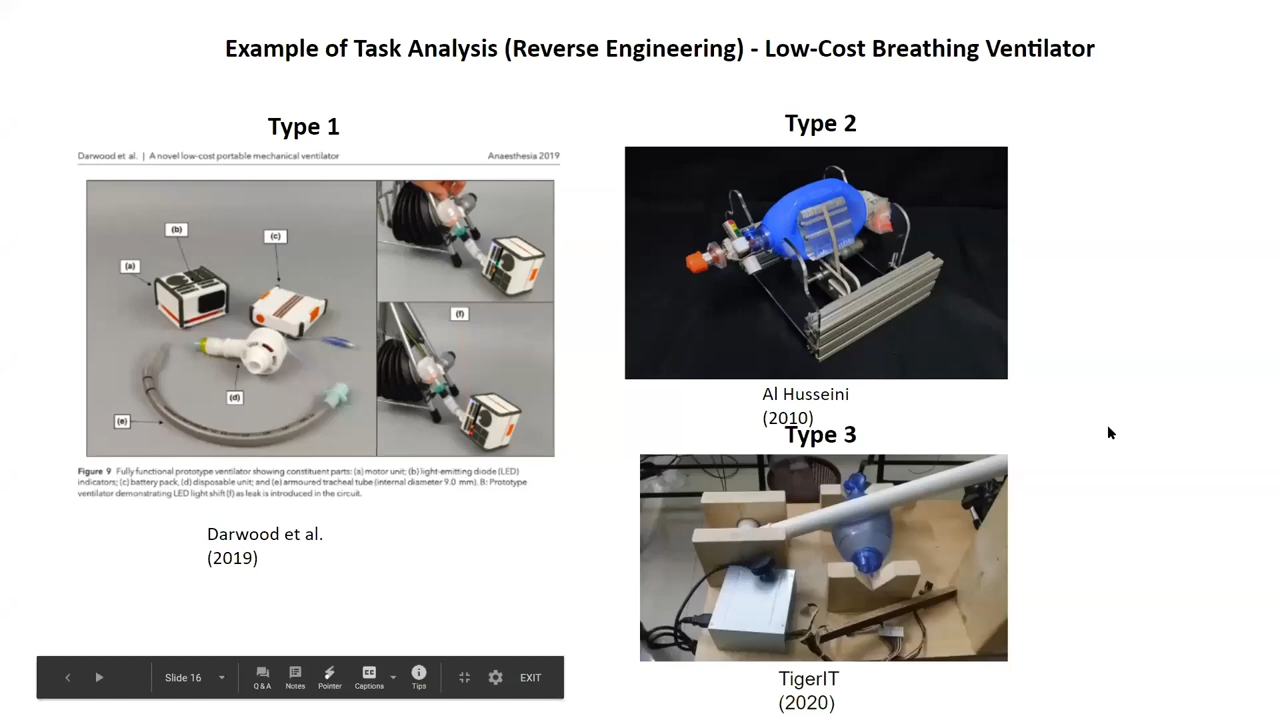 Example of Task Analysis (Reverse Engineering) - Low-Cost Breathing Ventilator
Type 1
Darwood et al. | A novel low-cost portable mechanical ventilator
Anaesthesia 2019
(a)
(b)
(c)
(d)
(e)
(f)
Figure 9 Fully functional prototype ventilator showing constituent parts: (a) motor unit; (b) light-emitting diode (LED)
indicators; (c) battery pack, (d) disposable unit; and (e) armoured tracheal tube (internal diameter 9.0 mm). B: Prototype
ventilator demonstrating LED light shift (f) as leak is introduced in the circuit.
Darwood et al.
(2019)
Type 2
Al Husseini
(2010)
Type 3
TigerIT
(2020)
Slide 16
Q & A
Notes
Pointer
CC
Captions
Tips
EXIT